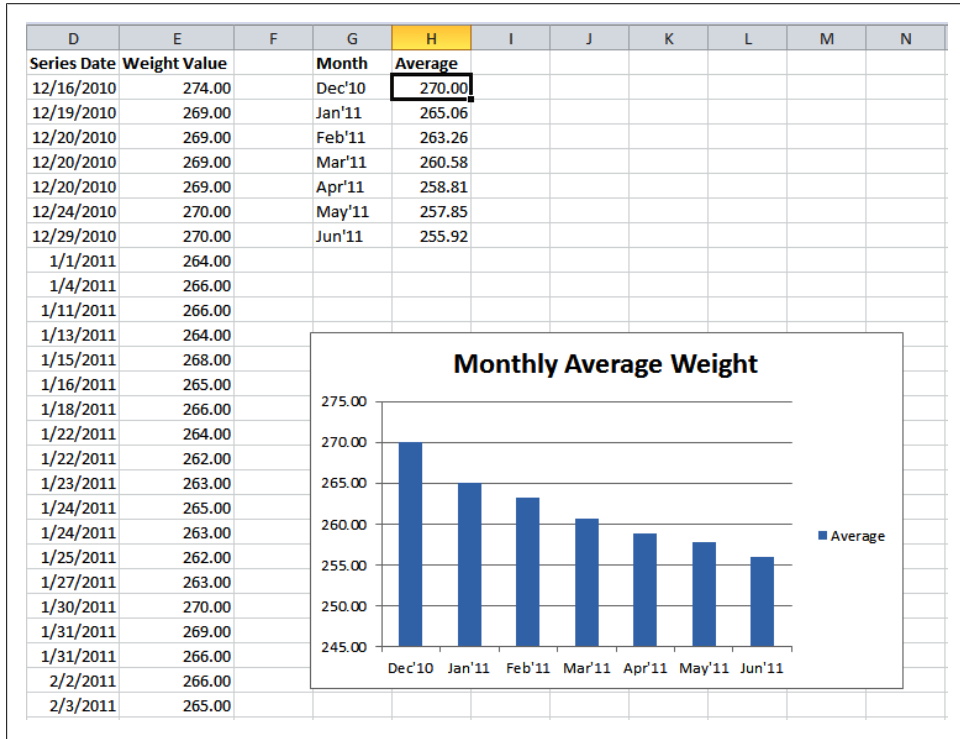 D E F G H I J K L M N
Series Date Weight Value Month Average
12/16/2010 274.00 Dec'10 270.00
12/19/2010 269.00 Jan'11 265.06
12/20/2010 269.00 Feb'11 263.26
12/20/2010 269.00 Mar'11 260.58
12/20/2010 269.00 Apr'11 258.81
12/24/2010 270.00 May'11 257.85
12/29/2010 270.00 Jun'11 255.92
1/1/2011 264.00
1/4/2011 266.00
1/11/2011 266.00
1/13/2011 264.00
1/15/2011 268.00
1/16/2011 265.00
1/18/2011 266.00
1/22/2011 264.00
1/22/2011 262.00
1/23/2011 263.00
1/24/2011 265.00
1/24/2011 263.00
1/25/2011 262.00
1/27/2011 263.00
1/30/2011 270.00
1/31/2011 269.00
1/31/2011 266.00
2/2/2011 266.00
2/3/2011 265.00
Monthly Average Weight
275.00
270.00
265.00
260.00
255.00
250.00
245.00
Dec'10 Jan'11 Feb'11 Mar'11 Apr'11 May'11 Jun'11
Average